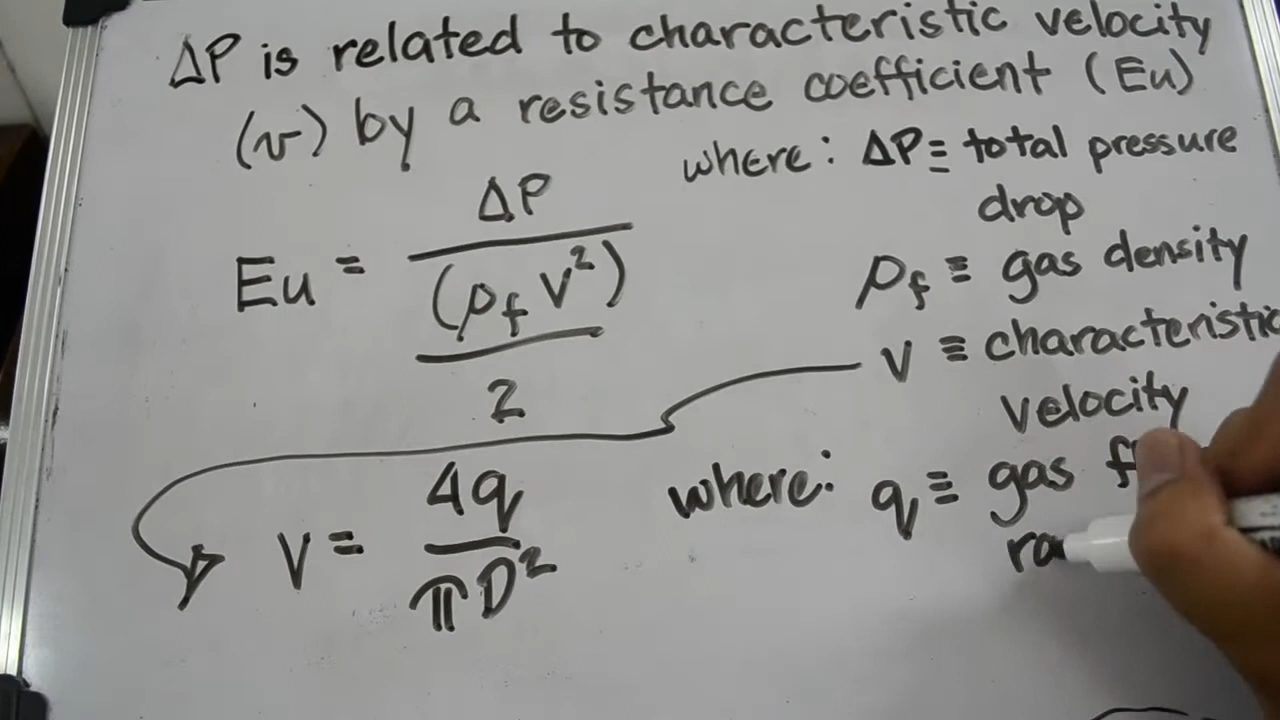 ΔP is related to characteristic velocity
(v) by a resistance coefficient (Eu)
where: ΔP ≡ total pressure
drop
Eu = ΔP / ((ρf V²) / 2)
ρf ≡ gas density
V ≡ characteristic
velocity
V = 4q / πD²
where: q ≡ gas